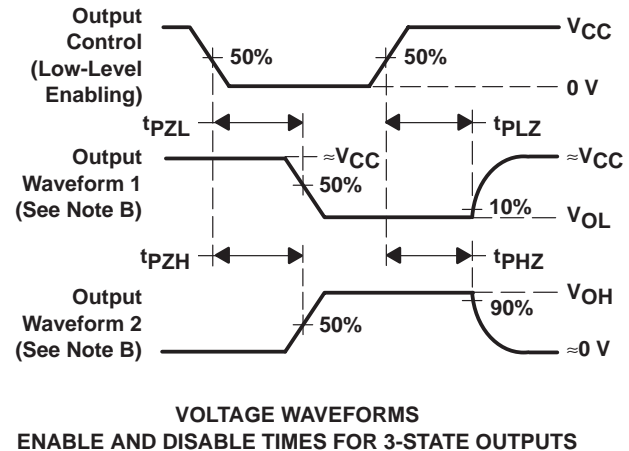 Output
Control
(Low-Level
Enabling)
50%
50%
VCC
0 V
tPZL
tPLZ
Output
Waveform 1
(See Note B)
≈VCC
50%
≈VCC
10%
VOL
tPZH
tPHZ
Output
Waveform 2
(See Note B)
50%
VOH
90%
≈0 V
VOLTAGE WAVEFORMS
ENABLE AND DISABLE TIMES FOR 3-STATE OUTPUTS